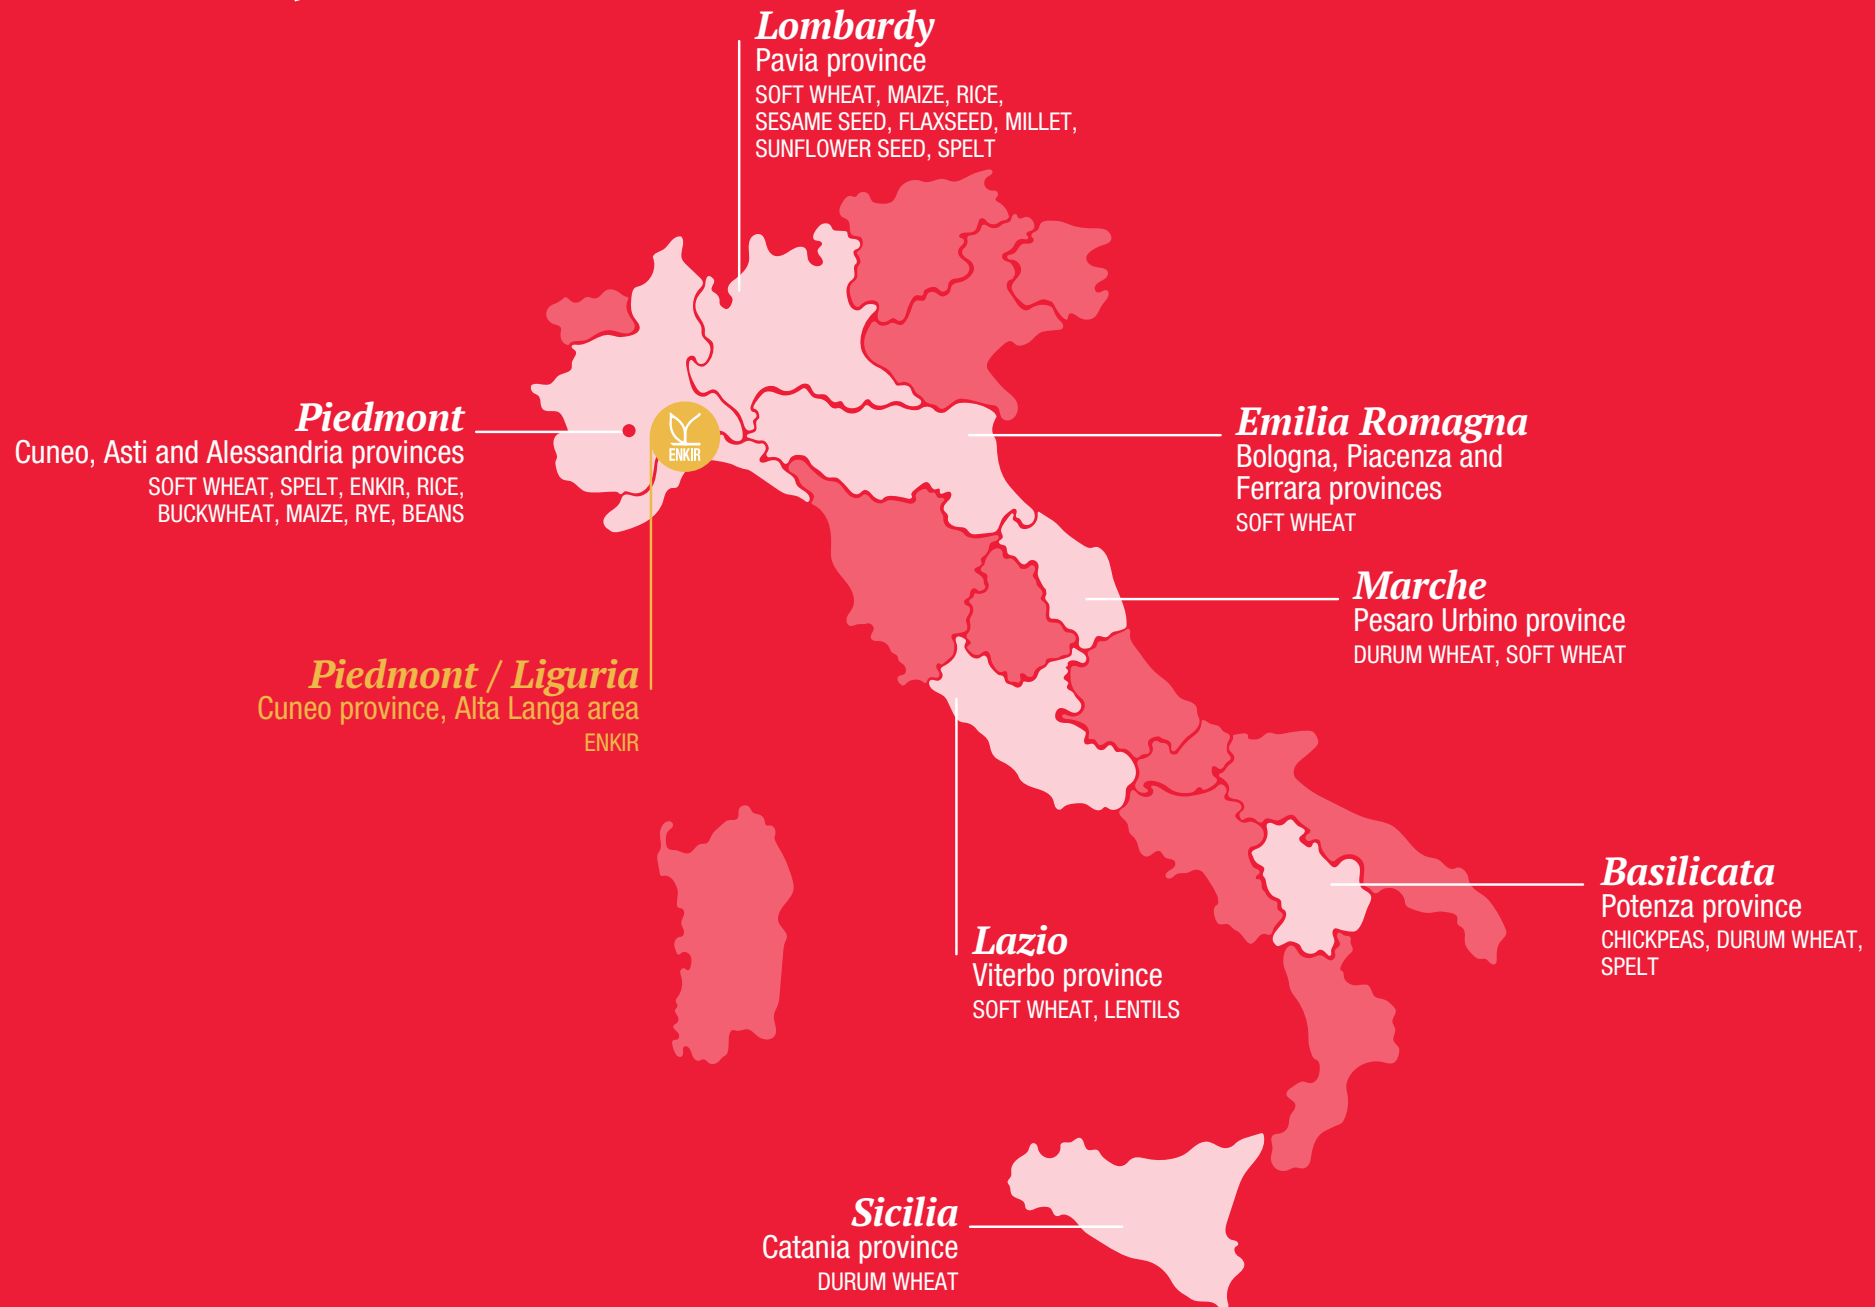 Lombardy
Pavia province
SOFT WHEAT, MAIZE, RICE,
SESAME SEED, FLAXSEED, MILLET,
SUNFLOWER SEED, SPELT
Piedmont
Cuneo, Asti and Alessandria provinces
SOFT WHEAT, SPELT, ENKIR, RICE,
BUCKWHEAT, MAIZE, RYE, BEANS
ENKIR
Emilia Romagna
Bologna, Piacenza and
Ferrara provinces
SOFT WHEAT
Marche
Pesaro Urbino province
DURUM WHEAT, SOFT WHEAT
Piedmont / Liguria
Cuneo province, Alta Langa area
ENKIR
Basilicata
Potenza province
CHICKPEAS, DURUM WHEAT,
SPELT
Lazio
Viterbo province
SOFT WHEAT, LENTILS
Sicilia
Catania province
DURUM WHEAT